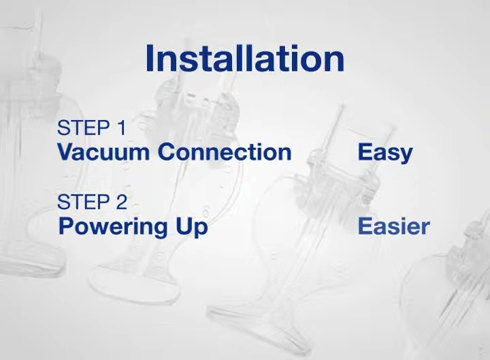 Installation
STEP 1
Vacuum Connection Easy
STEP 2
Powering Up Easier